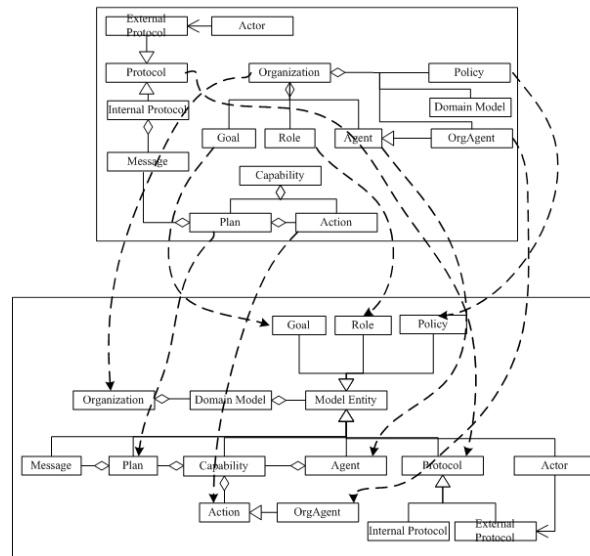 External
Protocol
Actor
Protocol
Organization
Policy
Internal Protocol
Domain Model
Goal
Role
Agent
OrgAgent
Message
Capability
Plan
Action
Goal
Role
Policy
Organization
Domain Model
Model Entity
Message
Plan
Capability
Agent
Protocol
Actor
Action
OrgAgent
Internal Protocol
External
Protocol